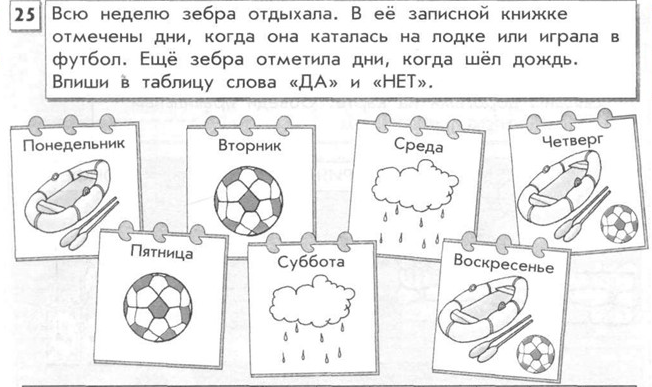 25
Всю неделю зебра отдыхала. В её записной книжке
отмечены дни, когда она каталась на лодке или играла в
футбол. Ещё зебра отметила дни, когда шёл дождь.
Впиши в таблицу слова «ДА» и «НЕТ».
Понедельник
Вторник
Среда
Четверг
Пятница
Суббота
Воскресенье